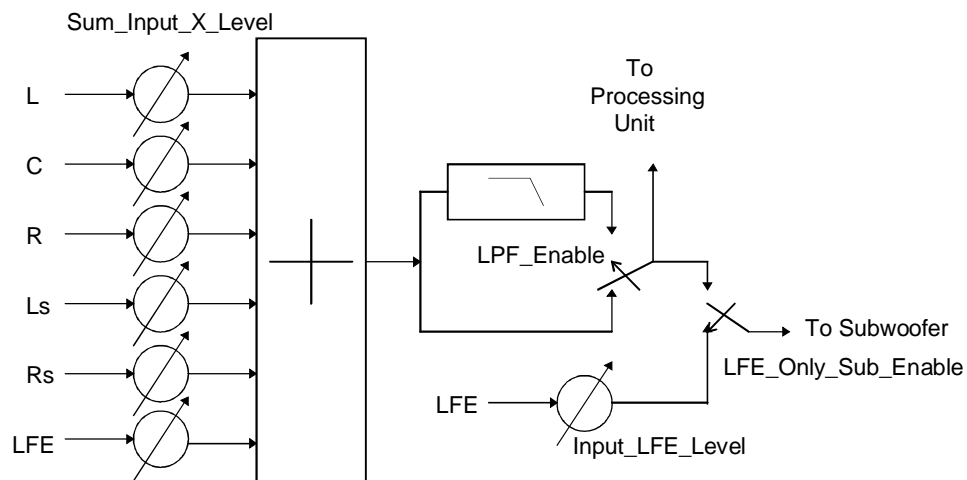 Sum_Input_X_Level
L
C
R
Ls
Rs
LFE
To
Processing
Unit
LPF_Enable
To Subwoofer
LFE_Only_Sub_Enable
LFE
Input_LFE_Level